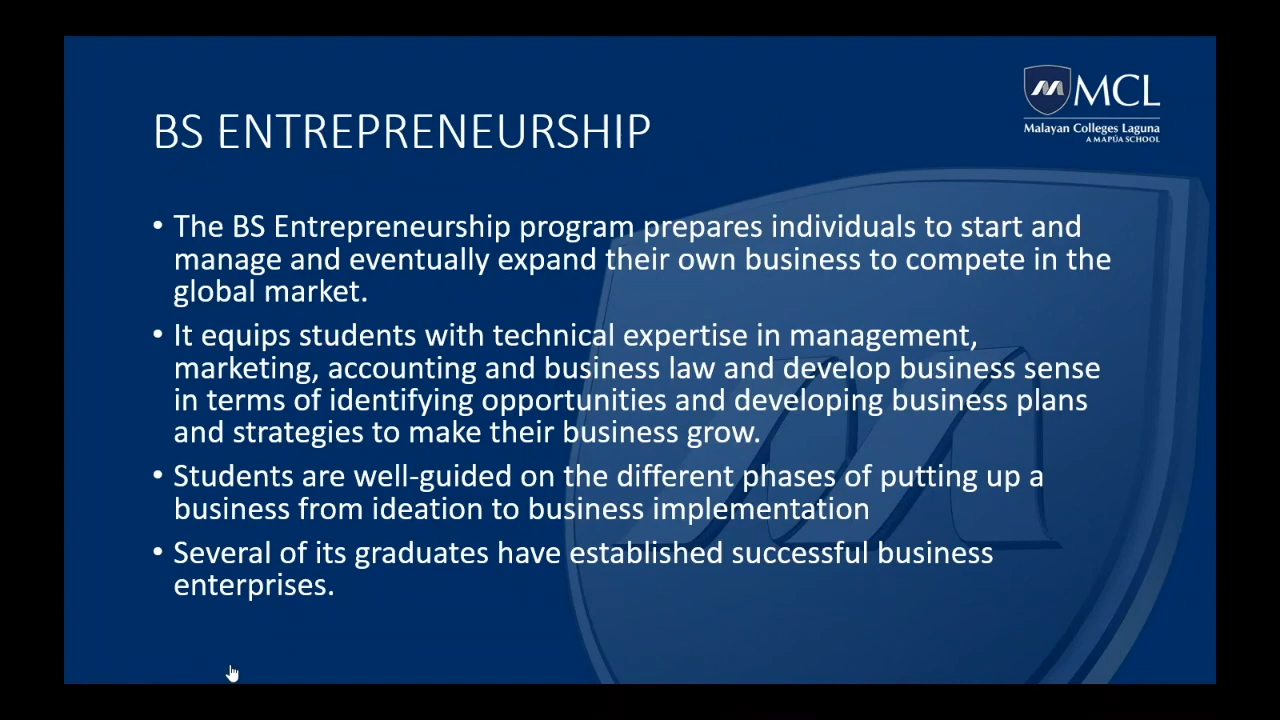 MCL
Malayan Colleges Laguna
A MAPÚA SCHOOL
BS ENTREPRENEURSHIP
• The BS Entrepreneurship program prepares individuals to start and
manage and eventually expand their own business to compete in the
global market.
• It equips students with technical expertise in management,
marketing, accounting and business law and develop business sense
in terms of identifying opportunities and developing business plans
and strategies to make their business grow.
• Students are well-guided on the different phases of putting up a
business from ideation to business implementation
• Several of its graduates have established successful business
enterprises.